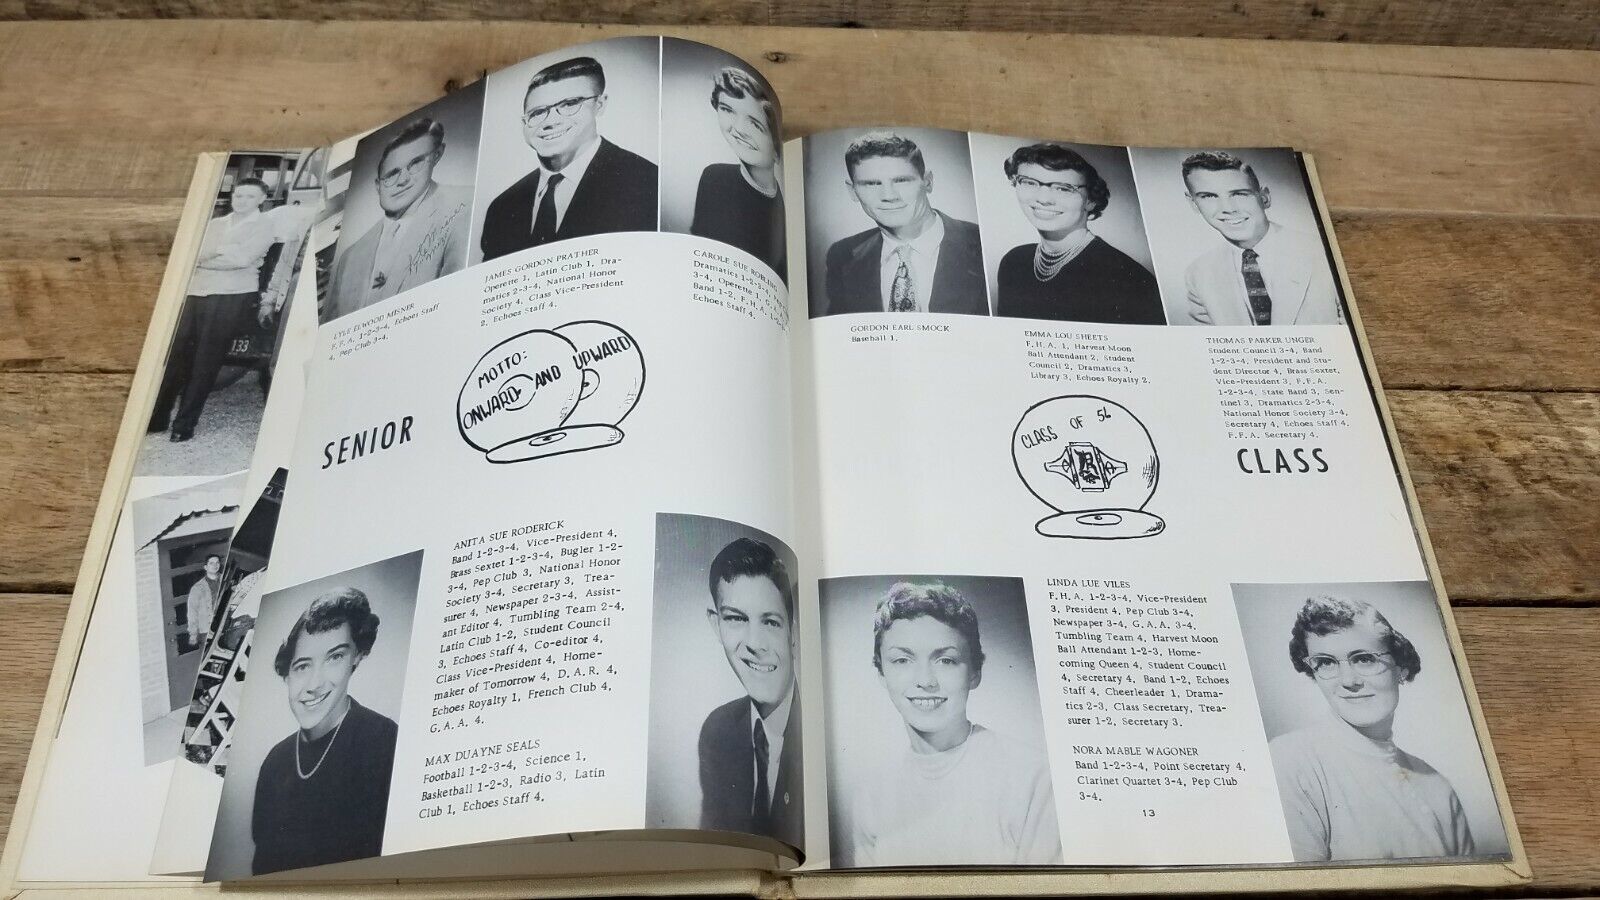 LYLE ELWOOD MISNER
F.F.A. 1-2-3-4, Echoes Staff
4, Pep Club 3-4.
JAMES GORDON PRATHER
Operette 1, Latin Club 1, Dra-
matics 2-3-4, National Honor
Society 4, Class Vice-President
2, Echoes Staff 4.
CAROLE SUE
Dramatics 1-2-3-4,
3-4, Operette 1, G.
Band 1-2, F.H.A.
Echoes Staff 4.
133
MOTTO:
ONWARD AND UPWARD
SENIOR
ANITA SUE RODERICK
Band 1-2-3-4, Vice-President 4,
Brass Sextet 1-2-3-4, Bugler 1-2-
3-4, Pep Club 3, National Honor
Society 3-4, Secretary 3, Trea-
surer 4, Newspaper 2-3-4, Assist-
ant Editor 4, Tumbling Team 2-4,
Latin Club 1-2, Student Council
3, Echoes Staff 4, Co-editor 4,
Class Vice-President 4, Home-
maker of Tomorrow 4, D.A.R. 4,
Echoes Royalty 1, French Club 4,
G.A.A. 4.
MAX DUAYNE SEALS
Football 1-2-3-4, Science 1,
Basketball 1-2-3, Radio 3, Latin
Club 1, Echoes Staff 4.
GORDON EARL SMOCK
Baseball 1.
EMMA LOU SHEETS
F.H.A. 1, Harvest Moon
Ball Attendant 2, Student
Council 2, Dramatics 3,
Library 3, Echoes Royalty 2.
THOMAS PARKER UNGER
Student Council 3-4, Band
1-2-3-4, President and Stu-
dent Director 4, Brass Sextet,
Vice-President 3, F.F.A.
1-2-3-4, State Band 3, Sen-
tinel 3, Dramatics 2-3-4,
National Honor Society 3-4,
Secretary 4, Echoes Staff 4,
F.F.A. Secretary 4.
CLASS OF 56
CLASS
LINDA LUE VILES
F.H.A. 1-2-3-4, Vice-President
3, President 4, Pep Club 3-4,
Newspaper 3-4, G.A.A. 3-4,
Tumbling Team 4, Harvest Moon
Ball Attendant 1-2-3, Home-
coming Queen 4, Student Council
4, Secretary 4, Band 1-2, Echoes
Staff 4, Cheerleader 1, Drama-
tics 2-3, Class Secretary, Trea-
surer 1-2, Secretary 3.
NORA MABLE WAGONER
Band 1-2-3-4, Point Secretary 4,
Clarinet Quartet 3-4, Pep Club
3-4.
13